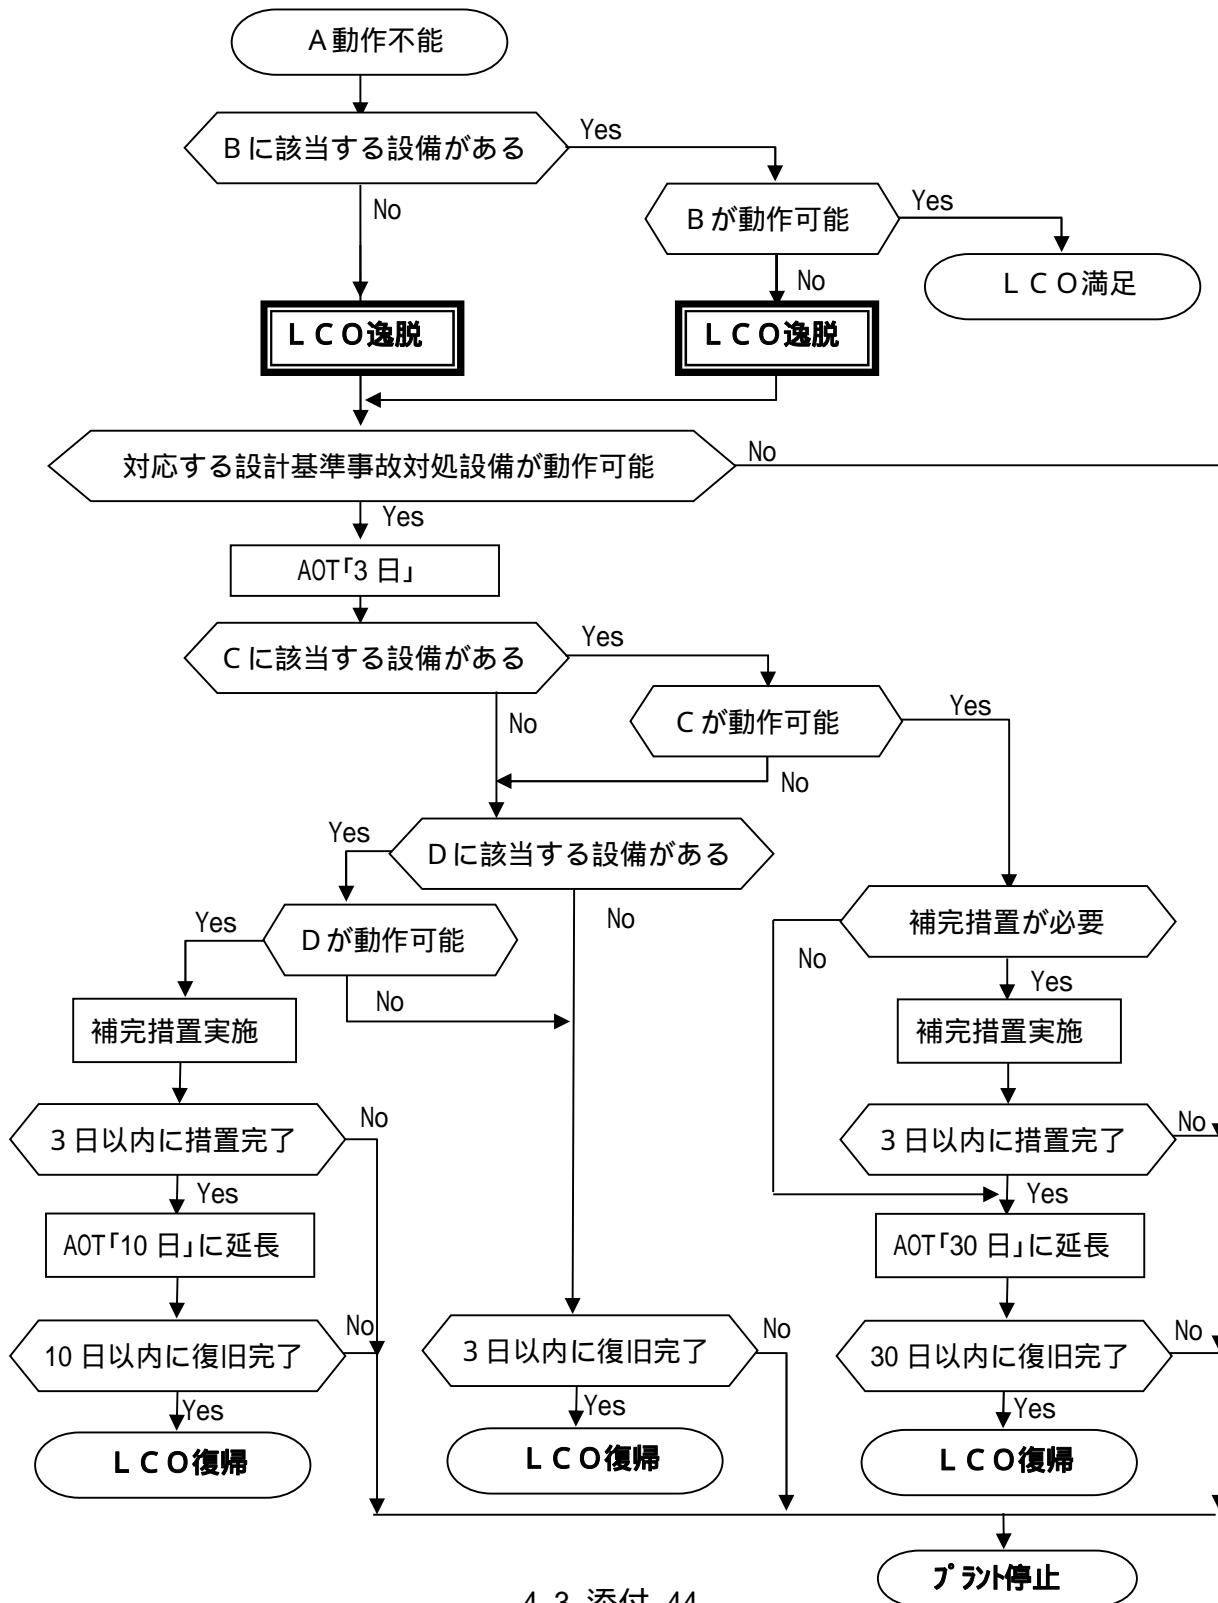 A動作不能
Bに該当する設備がある
Yes
No
Bが動作可能
Yes
No
LCO満足
LCO逸脱
LCO逸脱
対応する設計基準事故対処設備が動作可能
No
Yes
AOT「3日」
Cに該当する設備がある
Yes
No
Cが動作可能
Yes
No
Dに該当する設備がある
Yes
No
Dが動作可能
Yes
No
補完措置が必要
No
Yes
補完措置実施
補完措置実施
3日以内に措置完了
No
Yes
3日以内に措置完了
No
Yes
AOT「10日」に延長
AOT「30日」に延長
10日以内に復旧完了
No
Yes
3日以内に復旧完了
No
Yes
30日以内に復旧完了
No
Yes
LCO復帰
LCO復帰
LCO復帰
プラント停止
4.3-添付-44